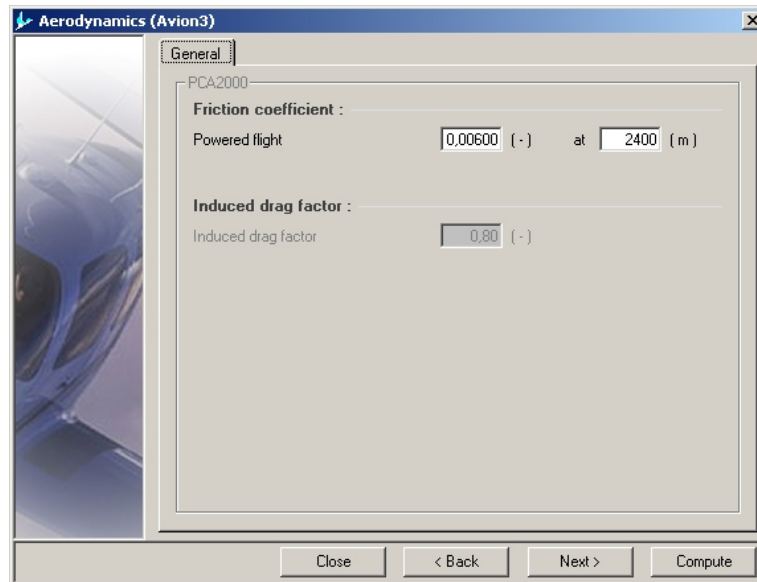 Aerodynamics (Avion3)
General
PCA2000
Friction coefficient :
Powered flight 0,00600 ( - ) at 2400 ( m )
Induced drag factor :
Induced drag factor 0,80 ( - )
Close < Back Next > Compute